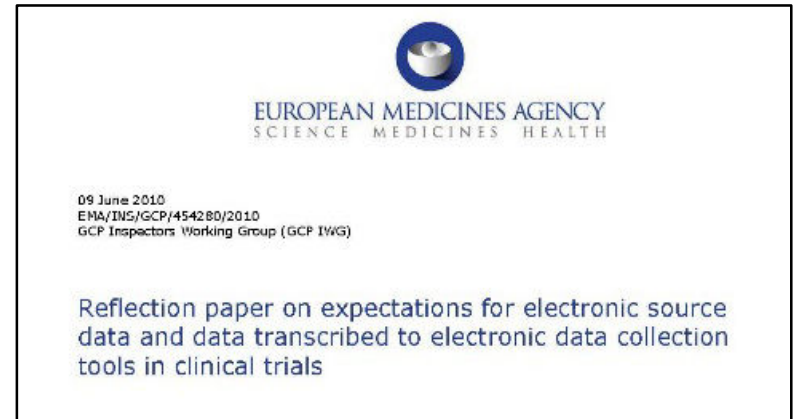 EUROPEAN MEDICINES AGENCY
SCIENCE MEDICINES HEALTH
09 June 2010
EMA/INS/GCP/454280/2010
GCP Inspectors Working Group (GCP IWG)
Reflection paper on expectations for electronic source
data and data transcribed to electronic data collection
tools in clinical trials